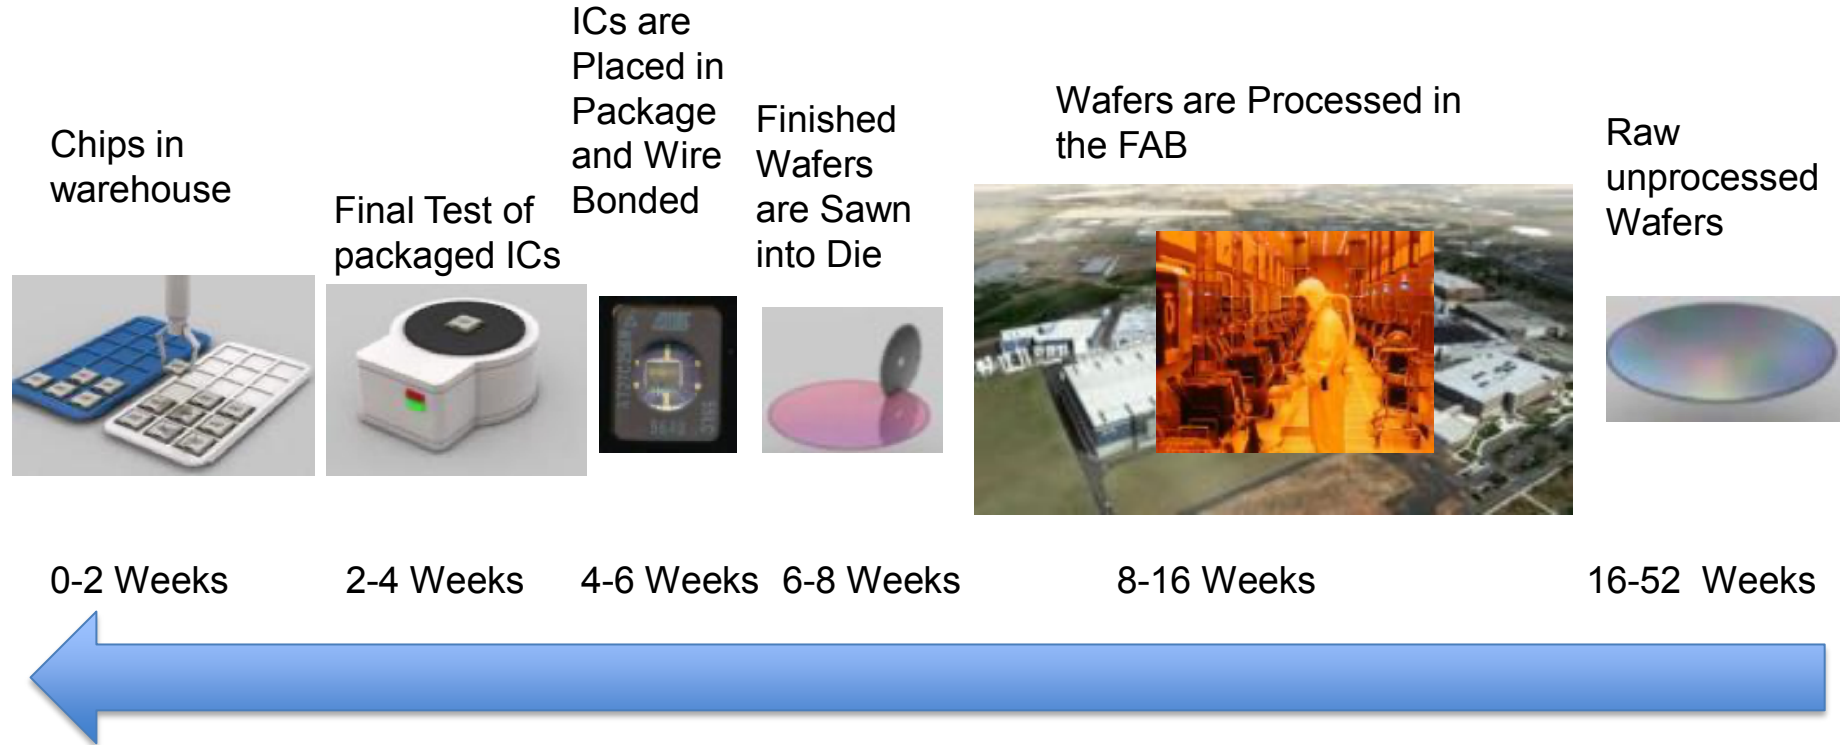 Chips in
warehouse
Final Test of
packaged ICs
ICs are
Placed in
Package
and Wire
Bonded
Finished
Wafers
are Sawn
into Die
Wafers are Processed in
the FAB
Raw
unprocessed
Wafers
0-2 Weeks
2-4 Weeks
4-6 Weeks
6-8 Weeks
8-16 Weeks
16-52 Weeks